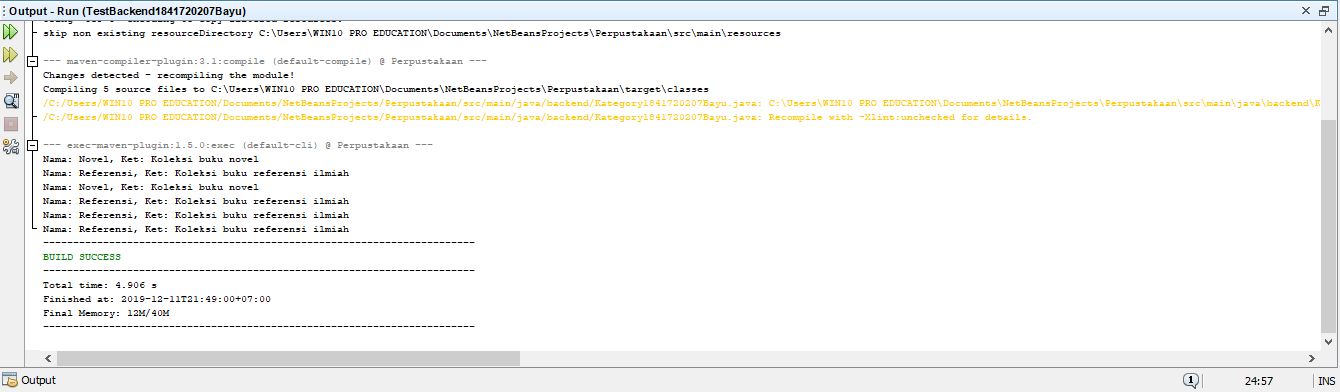 Output - Run (TestBackend1841720207Bayu)
skip non existing resourceDirectory C:\Users\WIN10 PRO EDUCATION\Documents\NetBeansProjects\Perpustakaan\src\main\resources
--- maven-compiler-plugin:3.1:compile (default-compile) @ Perpustakaan ---
Changes detected - recompiling the module!
Compiling 5 source files to C:\Users\WIN10 PRO EDUCATION\Documents\NetBeansProjects\Perpustakaan\target\classes
/C:/Users/WIN10 PRO EDUCATION/Documents/NetBeansProjects/Perpustakaan/src/main/java/backend/Kategory1841720207Bayu.java: C:\Users\WIN10 PRO EDUCATION\Documents\NetBeansProjects\Perpustakaan\src\main\java\backend\K
/C:/Users/WIN10 PRO EDUCATION/Documents/NetBeansProjects/Perpustakaan/src/main/java/backend/Kategory1841720207Bayu.java: Recompile with -Xlint:unchecked for details.
--- exec-maven-plugin:1.5.0:exec (default-cli) @ Perpustakaan ---
Nama: Novel, Ket: Koleksi buku novel
Nama: Referensi, Ket: Koleksi buku referensi ilmiah
Nama: Novel, Ket: Koleksi buku novel
Nama: Referensi, Ket: Koleksi buku referensi ilmiah
Nama: Referensi, Ket: Koleksi buku referensi ilmiah
Nama: Referensi, Ket: Koleksi buku referensi ilmiah
------------------------------------------------------------------------
BUILD SUCCESS
------------------------------------------------------------------------
Total time: 4.906 s
Finished at: 2019-12-11T21:49:00+07:00
Final Memory: 12M/40M
------------------------------------------------------------------------
Output
1
24:57
INS